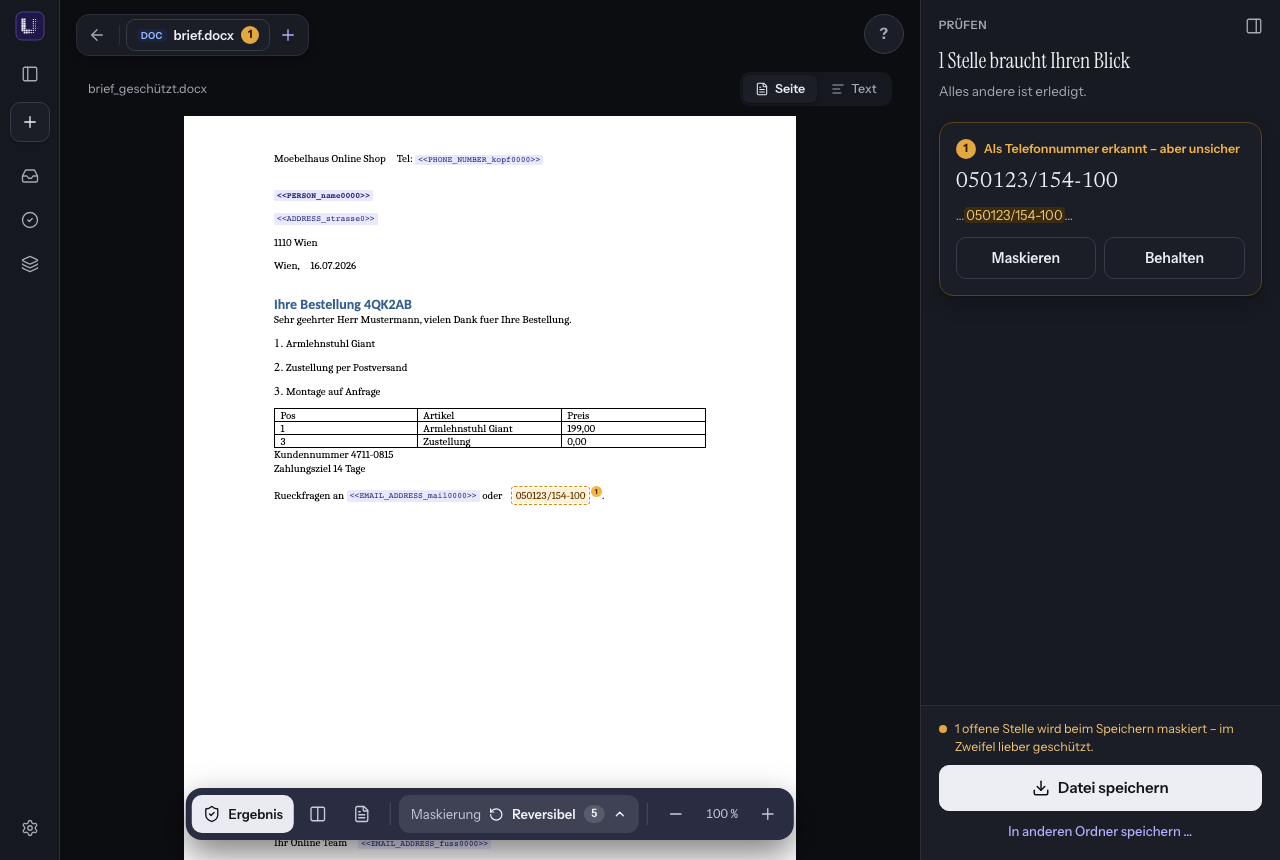 DOC brief.docx 1
?
brief_geschützt.docx
Seite Text
Moebelhaus Online Shop Tel: <<PHONE_NUMBER_kopf0000>>
<<PERSON_name0000>>
<<ADDRESS_strasse0>>
1110 Wien
Wien, 16.07.2026
Ihre Bestellung 4QK2AB
Sehr geehrter Herr Mustermann, vielen Dank fuer Ihre Bestellung.
1. Armlehnstuhl Giant
2. Zustellung per Postversand
3. Montage auf Anfrage
Pos Artikel Preis
1 Armlehnstuhl Giant 199,00
3 Zustellung 0,00
Kundennummer 4711-0815
Zahlungsziel 14 Tage
Rueckfragen an <<EMAIL_ADDRESS_mail0000>> oder 050123/154-100 1 .
Ergebnis Maskierung Reversibel 5 100 %
Ihr Online Team <<EMAIL_ADDRESS_fuss0000>>
PRÜFEN
1 Stelle braucht Ihren Blick
Alles andere ist erledigt.
1 Als Telefonnummer erkannt – aber unsicher
050123/154-100
... 050123/154-100 ...
Maskieren Behalten
1 offene Stelle wird beim Speichern maskiert – im
Zweifel lieber geschützt.
Datei speichern
In anderen Ordner speichern ...